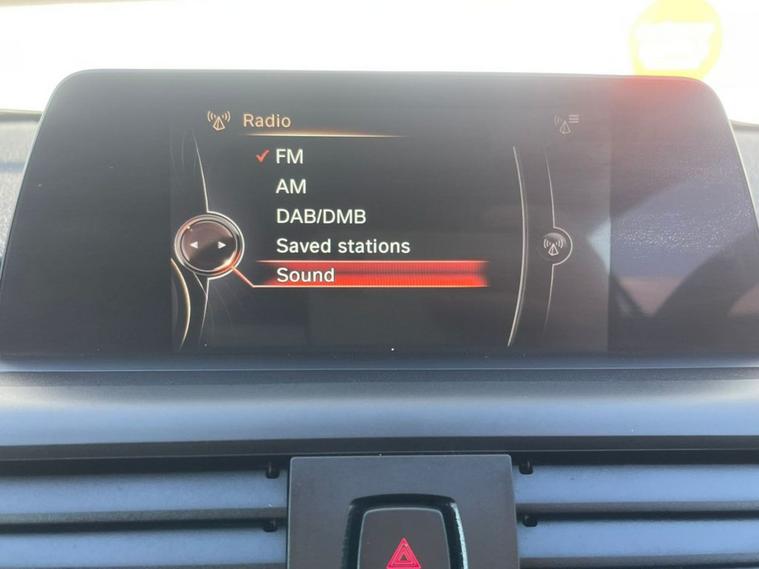 Radio
FM
AM
DAB/DMB
Saved stations
Sound